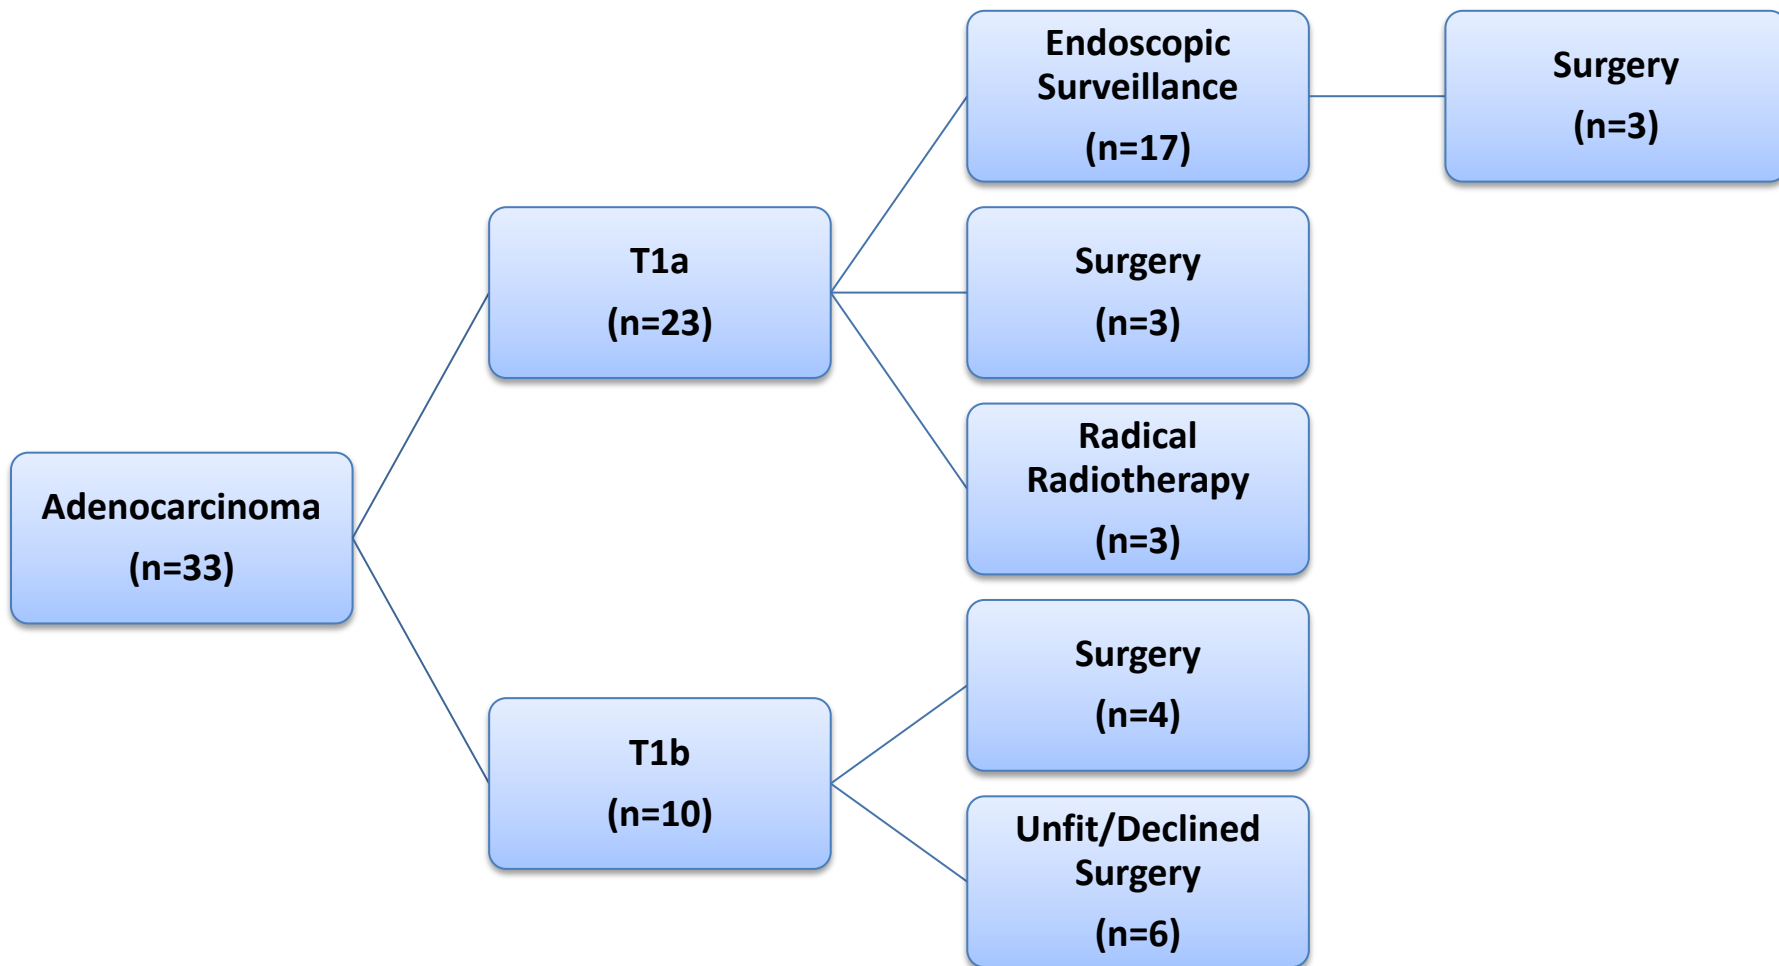 Adenocarcinoma
(n=33)
T1a
(n=23)
Endoscopic
Surveillance
(n=17)
Surgery
(n=3)
Surgery
(n=3)
Radical
Radiotherapy
(n=3)
T1b
(n=10)
Surgery
(n=4)
Unfit/Declined
Surgery
(n=6)